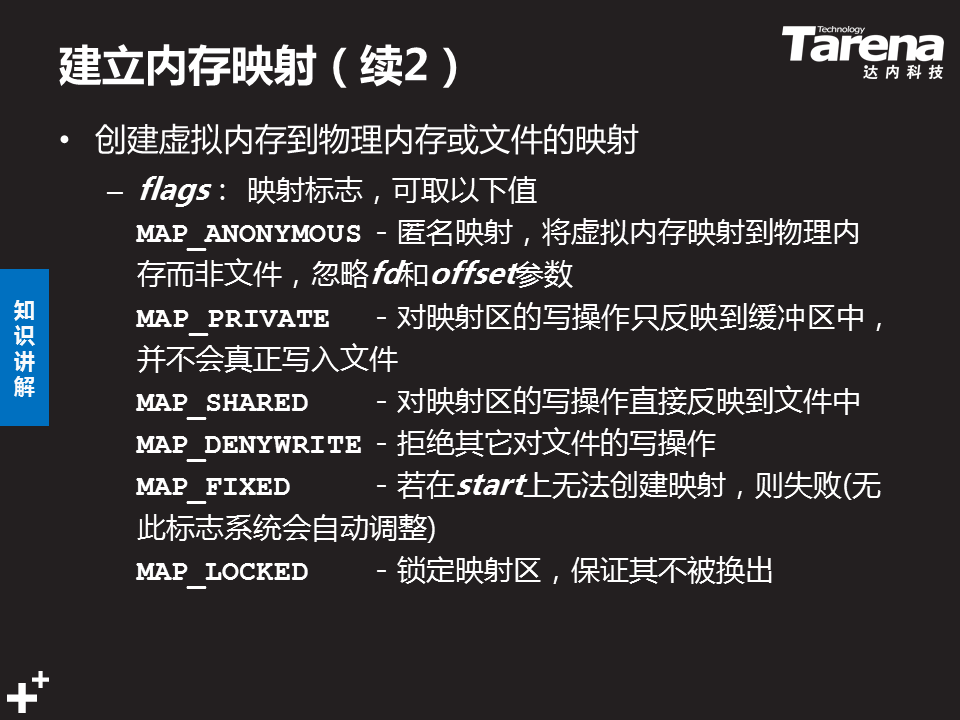 建立内存映射（续2）
Technology
Tarena
达内科技
• 创建虚拟内存到物理内存或文件的映射
– flags： 映射标志，可取以下值
MAP_ANONYMOUS - 匿名映射，将虚拟内存映射到物理内
存而非文件，忽略fd和offset参数
MAP_PRIVATE - 对映射区的写操作只反映到缓冲区中，
并不会真正写入文件
MAP_SHARED - 对映射区的写操作直接反映到文件中
MAP_DENYWRITE - 拒绝其它对文件的写操作
MAP_FIXED - 若在start上无法创建映射，则失败(无
此标志系统会自动调整)
MAP_LOCKED - 锁定映射区，保证其不被换出
知
识
讲
解